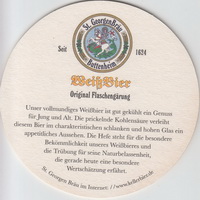 St. GeorgenBräu
Buttenheim
Seit 1624
Weißbier
Original Flaschengärung
Unser vollmundiges Weißbier ist gut gekühlt ein Genuss
für Jung und Alt. Die prickelnde Kohlensäure verleiht
diesem Bier im charakteristischen schlanken und hohen Glas ein
appetitliches Aussehen. Die Hefe steht für die besondere
Bekömmlichkeit unseres Weißbieres und
die Trübung für seine Naturbelassenheit,
die gerade heute eine besondere
Wertschätzung erfährt.
St. Georgen Bräu im Internet: //www.kellerbier.de